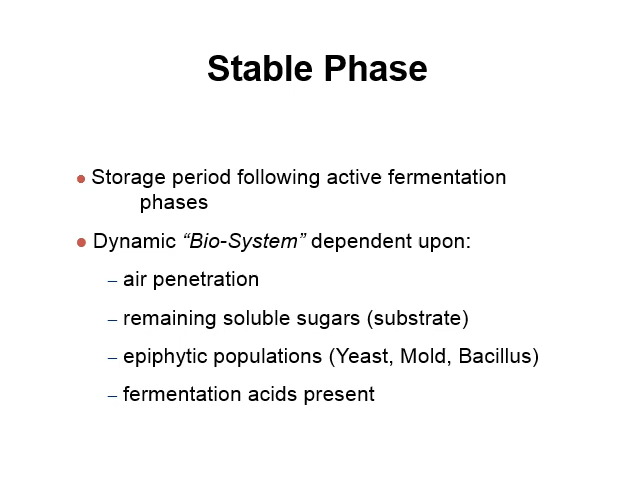 Stable Phase
● Storage period following active fermentation
phases
● Dynamic “Bio-System” dependent upon:
– air penetration
– remaining soluble sugars (substrate)
– epiphytic populations (Yeast, Mold, Bacillus)
– fermentation acids present